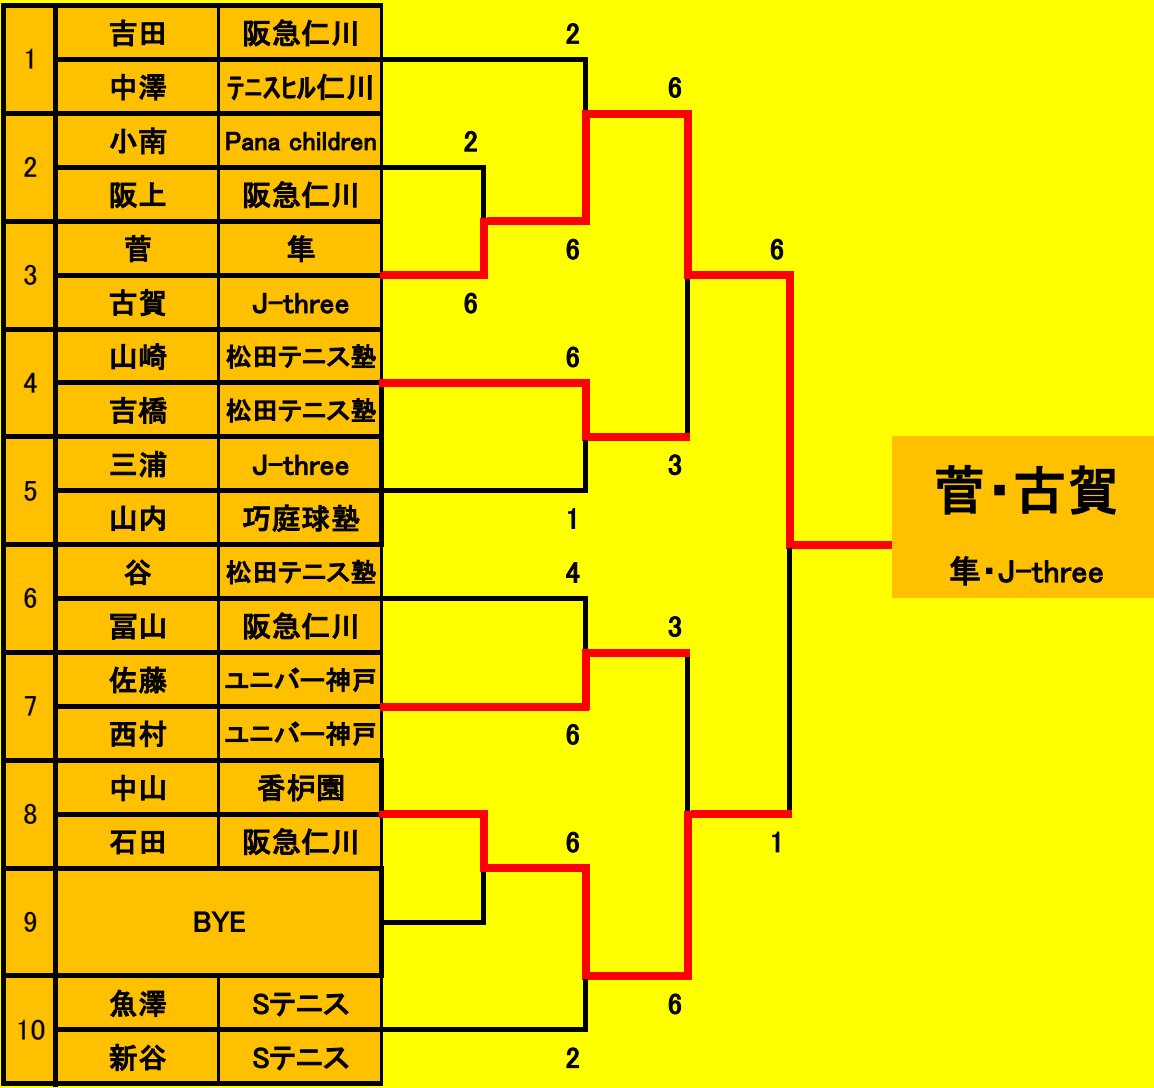 1 吉田 阪急仁川 2
中澤 テニスヒル仁川 6
2 小南 Pana children 2
阪上 阪急仁川
3 菅 隼 6 6
古賀 J-three 6
4 山崎 松田テニス塾 6
吉橋 松田テニス塾
5 三浦 J-three 3
山内 巧庭球塾 1
6 谷 松田テニス塾 4
冨山 阪急仁川 3
7 佐藤 ユニバー神戸
西村 ユニバー神戸 6
8 中山 香枦園
石田 阪急仁川 6 1
9 BYE
10 魚澤 Sテニス 6
新谷 Sテニス 2
菅・古賀
隼・J-three